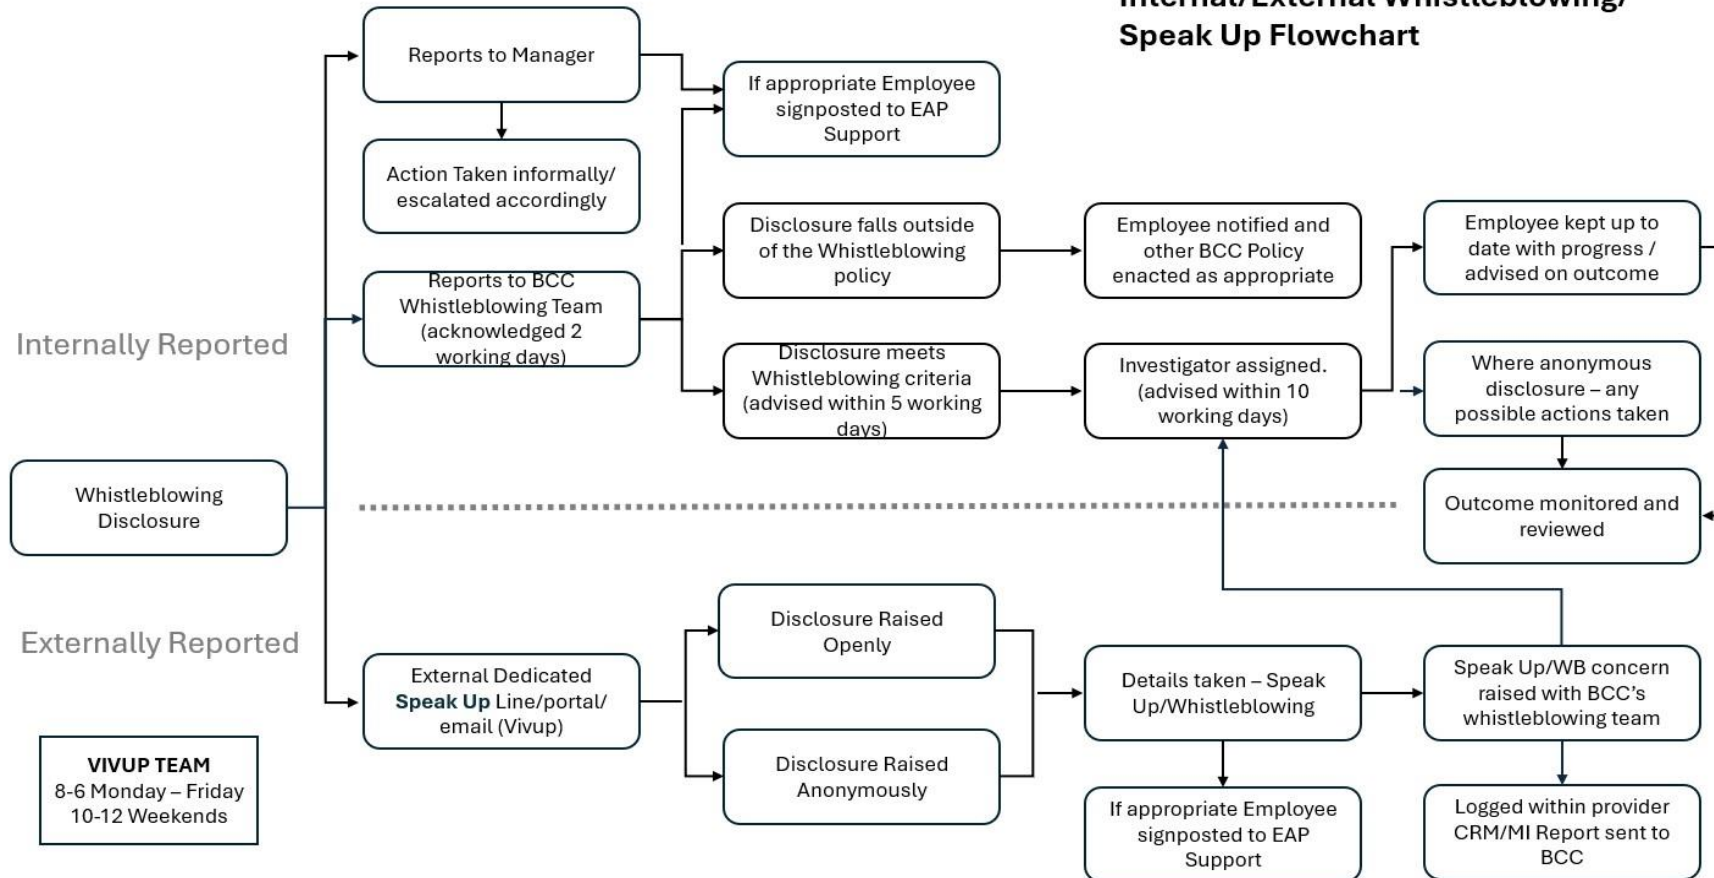 Internal/External Whistleblowing/
Speak Up Flowchart
Reports to Manager
If appropriate Employee
signposted to EAP
Support
Action Taken informally/
escalated accordingly
Disclosure falls outside
of the Whistleblowing
policy
Employee notified and
other BCC Policy
enacted as appropriate
Employee kept up to
date with progress /
advised on outcome
Reports to BCC
Whistleblowing Team
(acknowledged 2
working days)
Internally Reported
Disclosure meets
Whistleblowing criteria
(advised within 5 working
days)
Investigator assigned.
(advised within 10
working days)
Where anonymous
disclosure – any
possible actions taken
Whistleblowing
Disclosure
Outcome monitored and
reviewed
Externally Reported
External Dedicated
Speak Up Line/portal/
email (Vivup)
Disclosure Raised
Openly
Disclosure Raised
Anonymously
Details taken – Speak
Up/Whistleblowing
Speak Up/WB concern
raised with BCC's
whistleblowing team
VIVUP TEAM
8-6 Monday – Friday
10-12 Weekends
If appropriate Employee
signposted to EAP
Support
Logged within provider
CRM/MI Report sent to
BCC